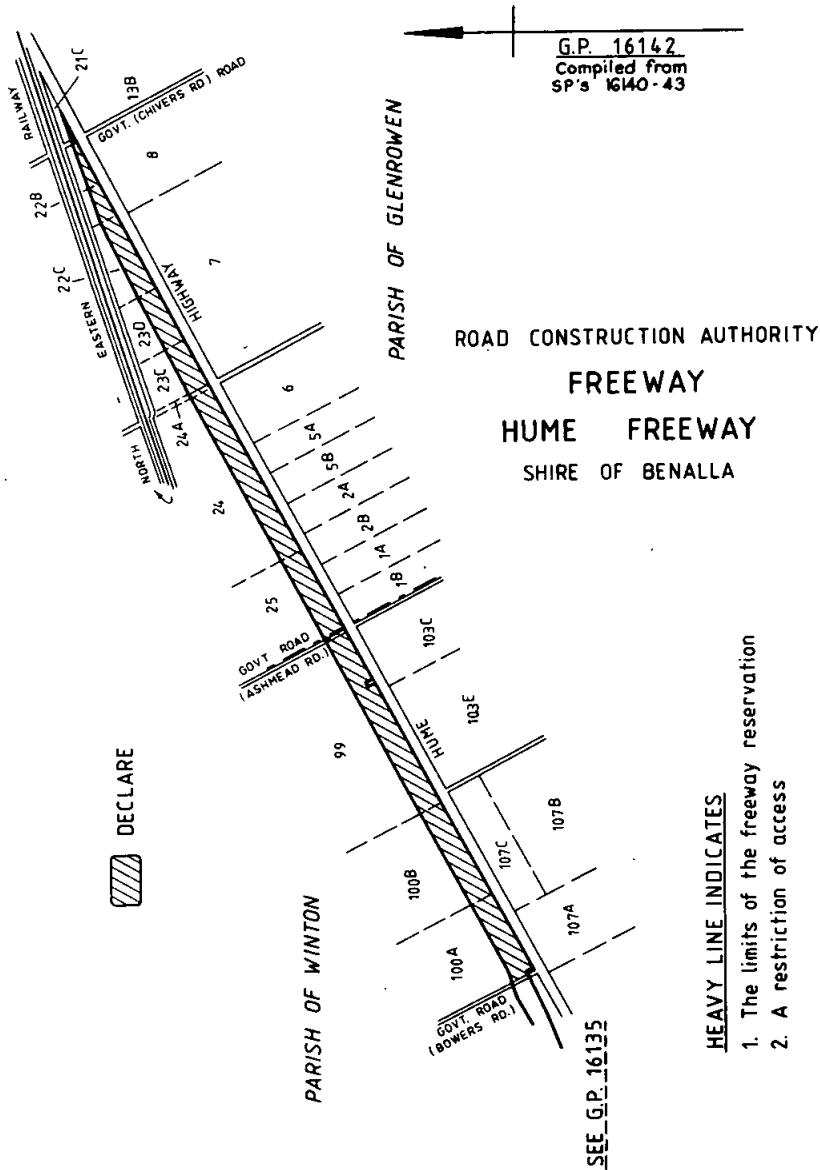 G.P. 16142
Compiled from
SP's 16140-43
ROAD CONSTRUCTION AUTHORITY
FREEWAY
HUME FREEWAY
SHIRE OF BENALLA
PARISH OF GLENROWEN
PARISH OF WINTON
DECLARE
NORTH
EASTERN
RAILWAY
21C
22B
22C
23D
23C
24A
24
25
99
100B
100A
13B
GOVT. (CHIVERS RD.) ROAD
8
7
6
5A
5B
2A
2B
1A
1B
103C
103E
107B
107C
107A
HUME
HIGHWAY
GOVT ROAD
(ASHMEAD RD.)
GOVT. ROAD
(BOWERS RD.)
SEE G.P. 16135
HEAVY LINE INDICATES
1. The limits of the freeway reservation
2. A restriction of access